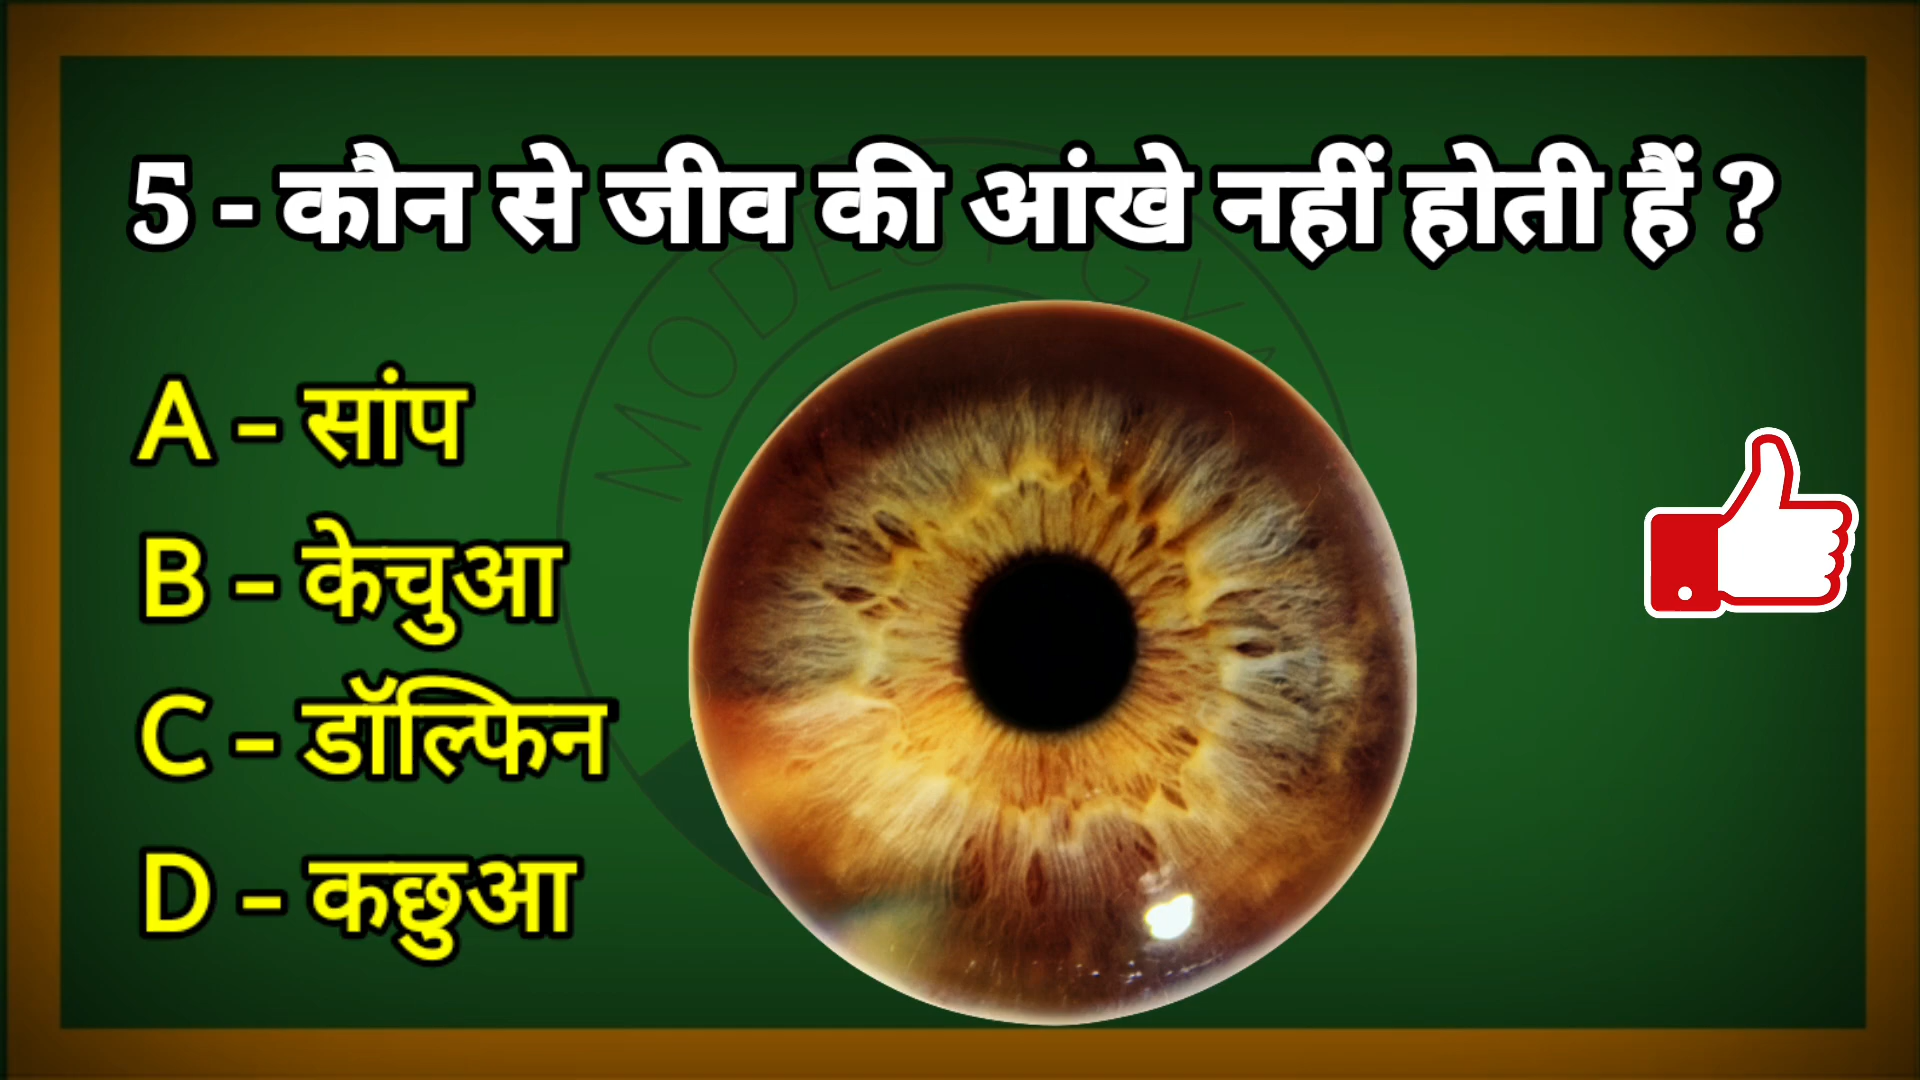 5 - कौन से जीव की आंखे नहीं होती हैं ?
A - सांप
B - केचुआ
C - डॉल्फिन
D - कछुआ